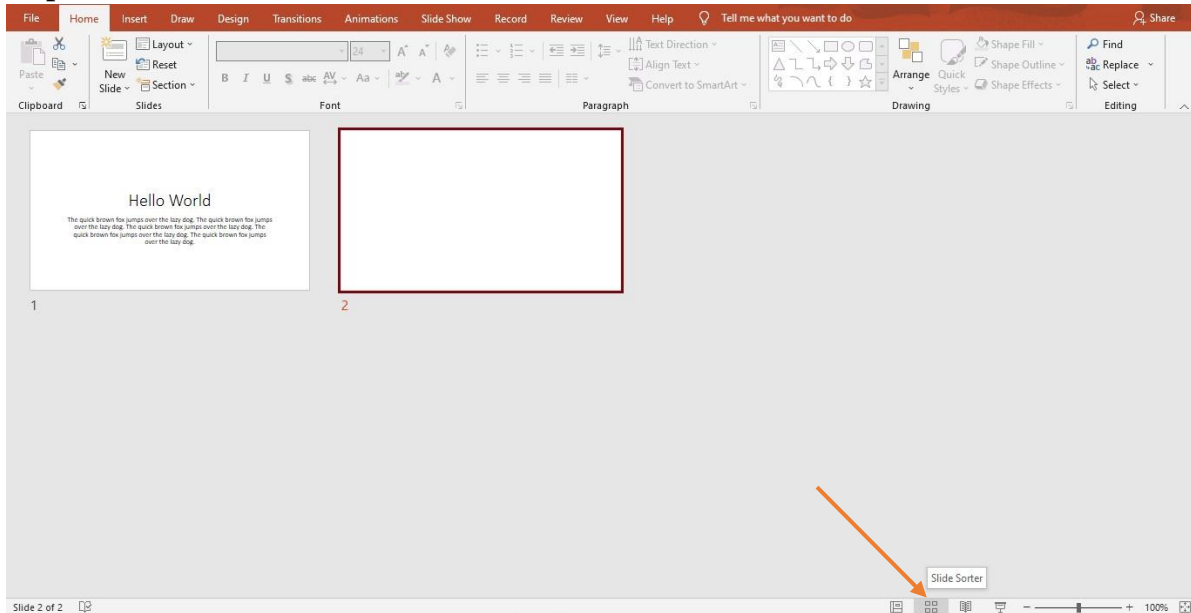 File Home Insert Draw Design Transitions Animations Slide Show Record Review View Help Tell me what you want to do Share
Paste
New Slide
Layout
Reset
Section
24
B I U S abc AV Aa A
Text Direction
Align Text
Convert to SmartArt
Arrange
Quick Styles
Shape Fill
Shape Outline
Shape Effects
Find
Replace
Select
Clipboard Slides Font Paragraph Drawing Editing
Hello World
The quick brown fox jumps over the lazy dog. The quick brown fox jumps
over the lazy dog. The quick brown fox jumps over the lazy dog. The
quick brown fox jumps over the lazy dog. The quick brown fox jumps
over the lazy dog.
1 2
Slide Sorter
Slide 2 of 2 100%